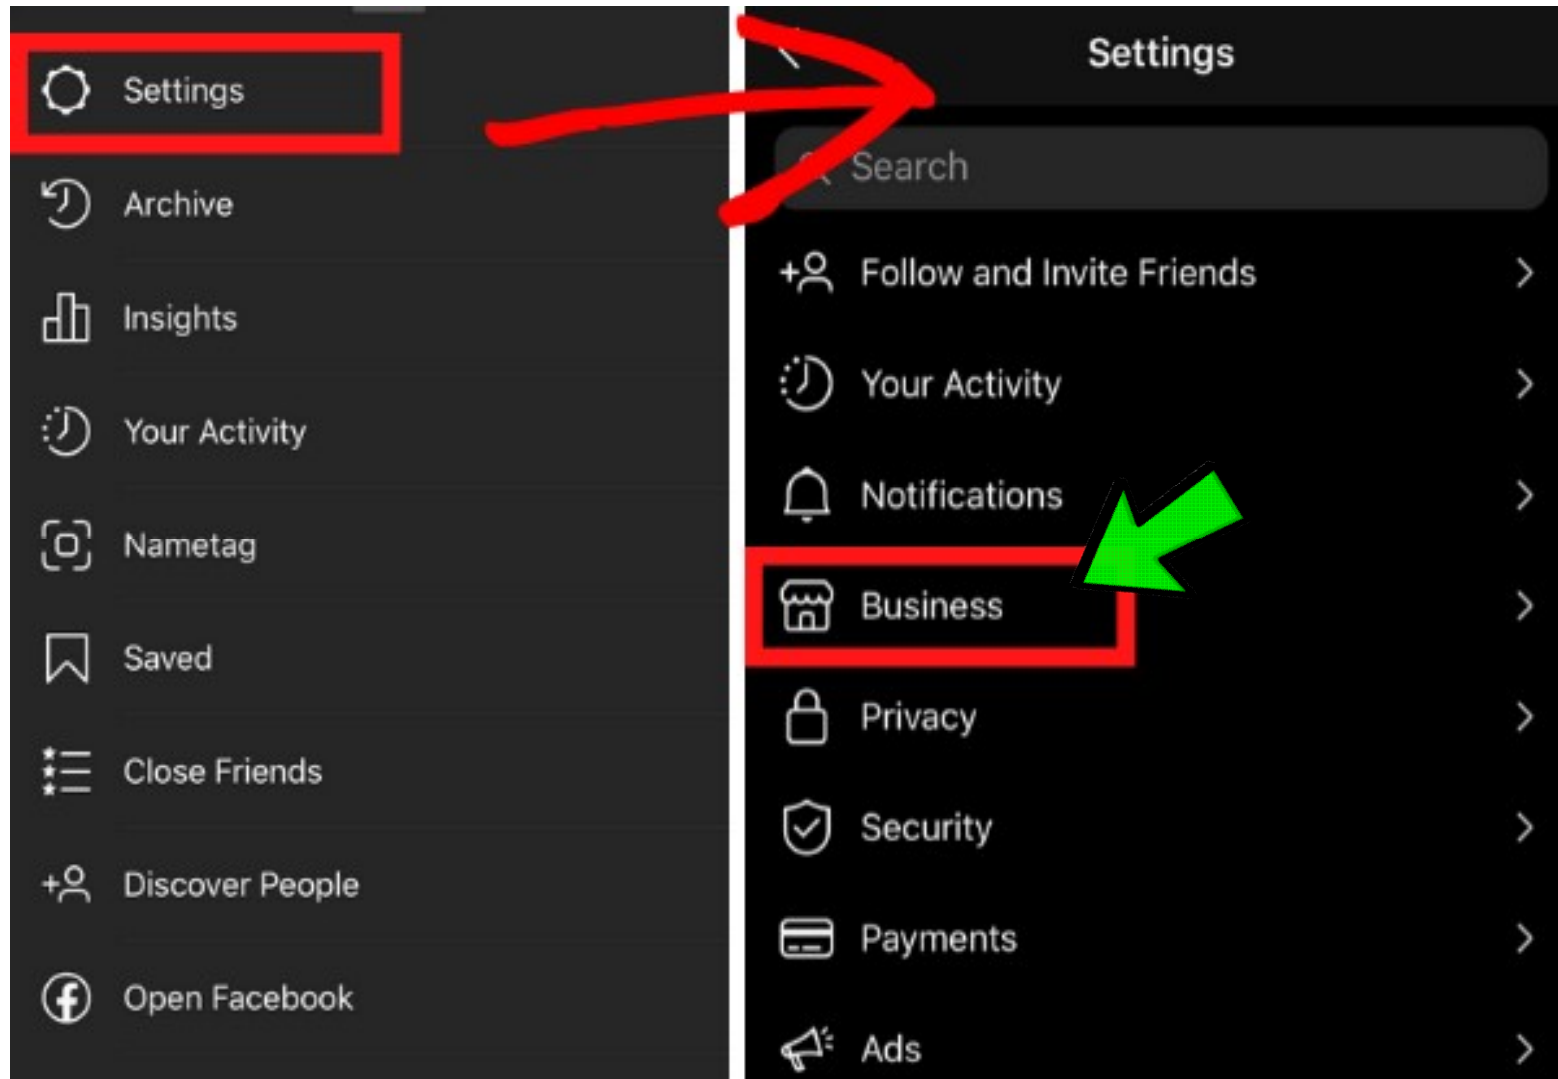 Settings
Archive
Insights
Your Activity
Nametag
Saved
Close Friends
Discover People
Open Facebook
Settings
Search
Follow and Invite Friends
Your Activity
Notifications
Business
Privacy
Security
Payments
Ads